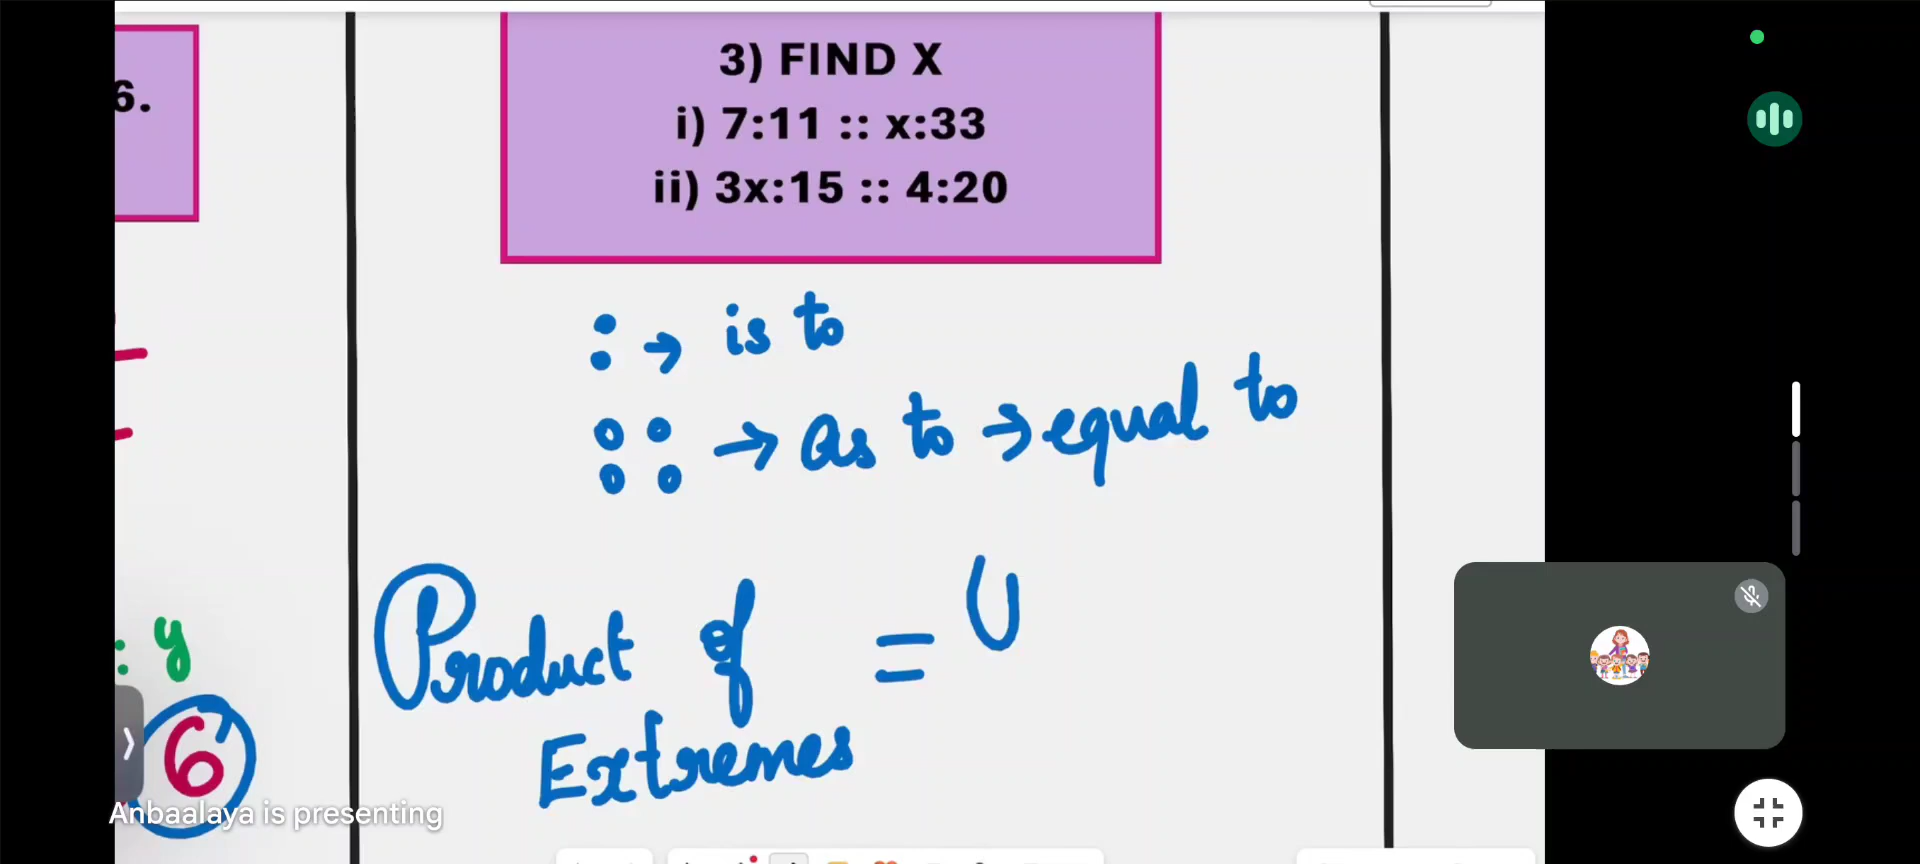 6.
3) FIND X
i) 7:11 :: x:33
ii) 3x:15 :: 4:20
: → is to
:: → as to → equal to
Product of =
Extremes
: y
6
Anbaalaya is presenting